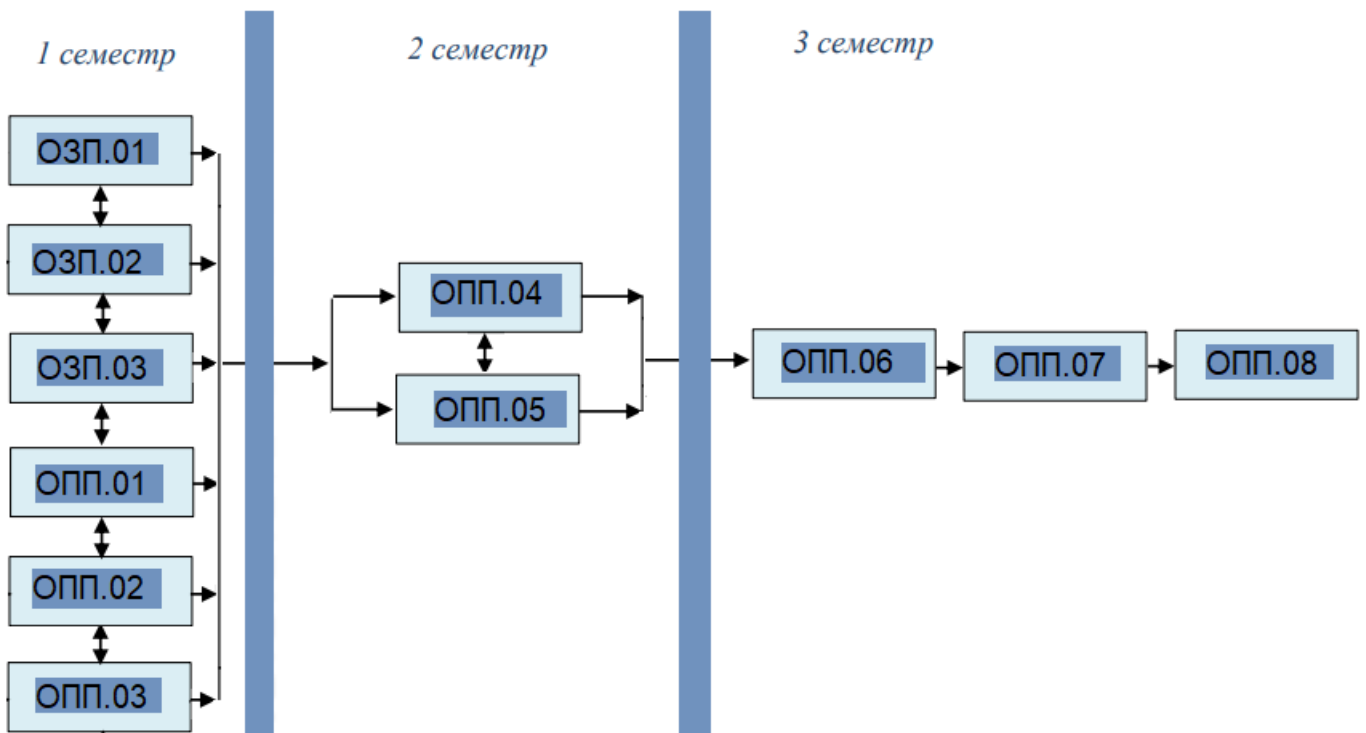 1 семестр
2 семестр
3 семестр
ОЗП.01
ОЗП.02
ОЗП.03
ОПП.01
ОПП.02
ОПП.03
ОПП.04
ОПП.05
ОПП.06
ОПП.07
ОПП.08